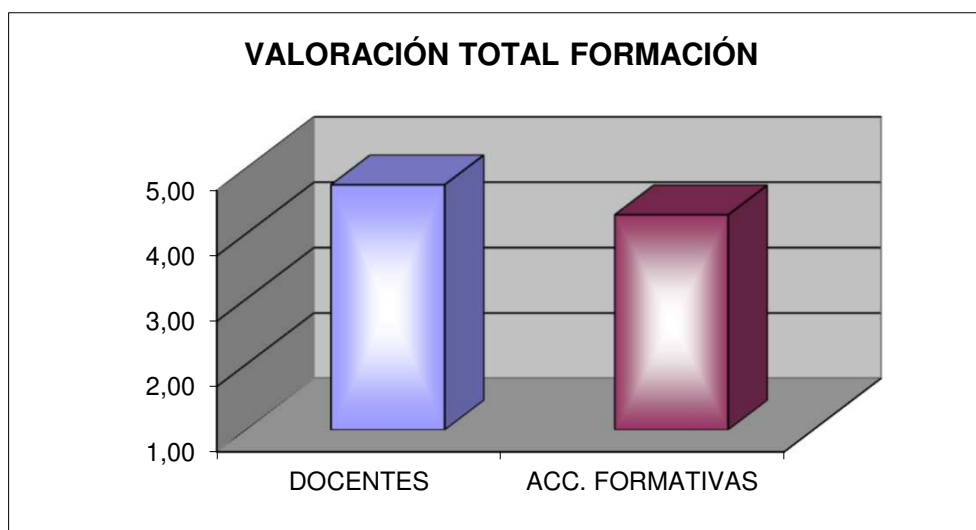 VALORACIÓN TOTAL FORMACIÓN
5,00
4,00
3,00
2,00
1,00
DOCENTES ACC. FORMATIVAS